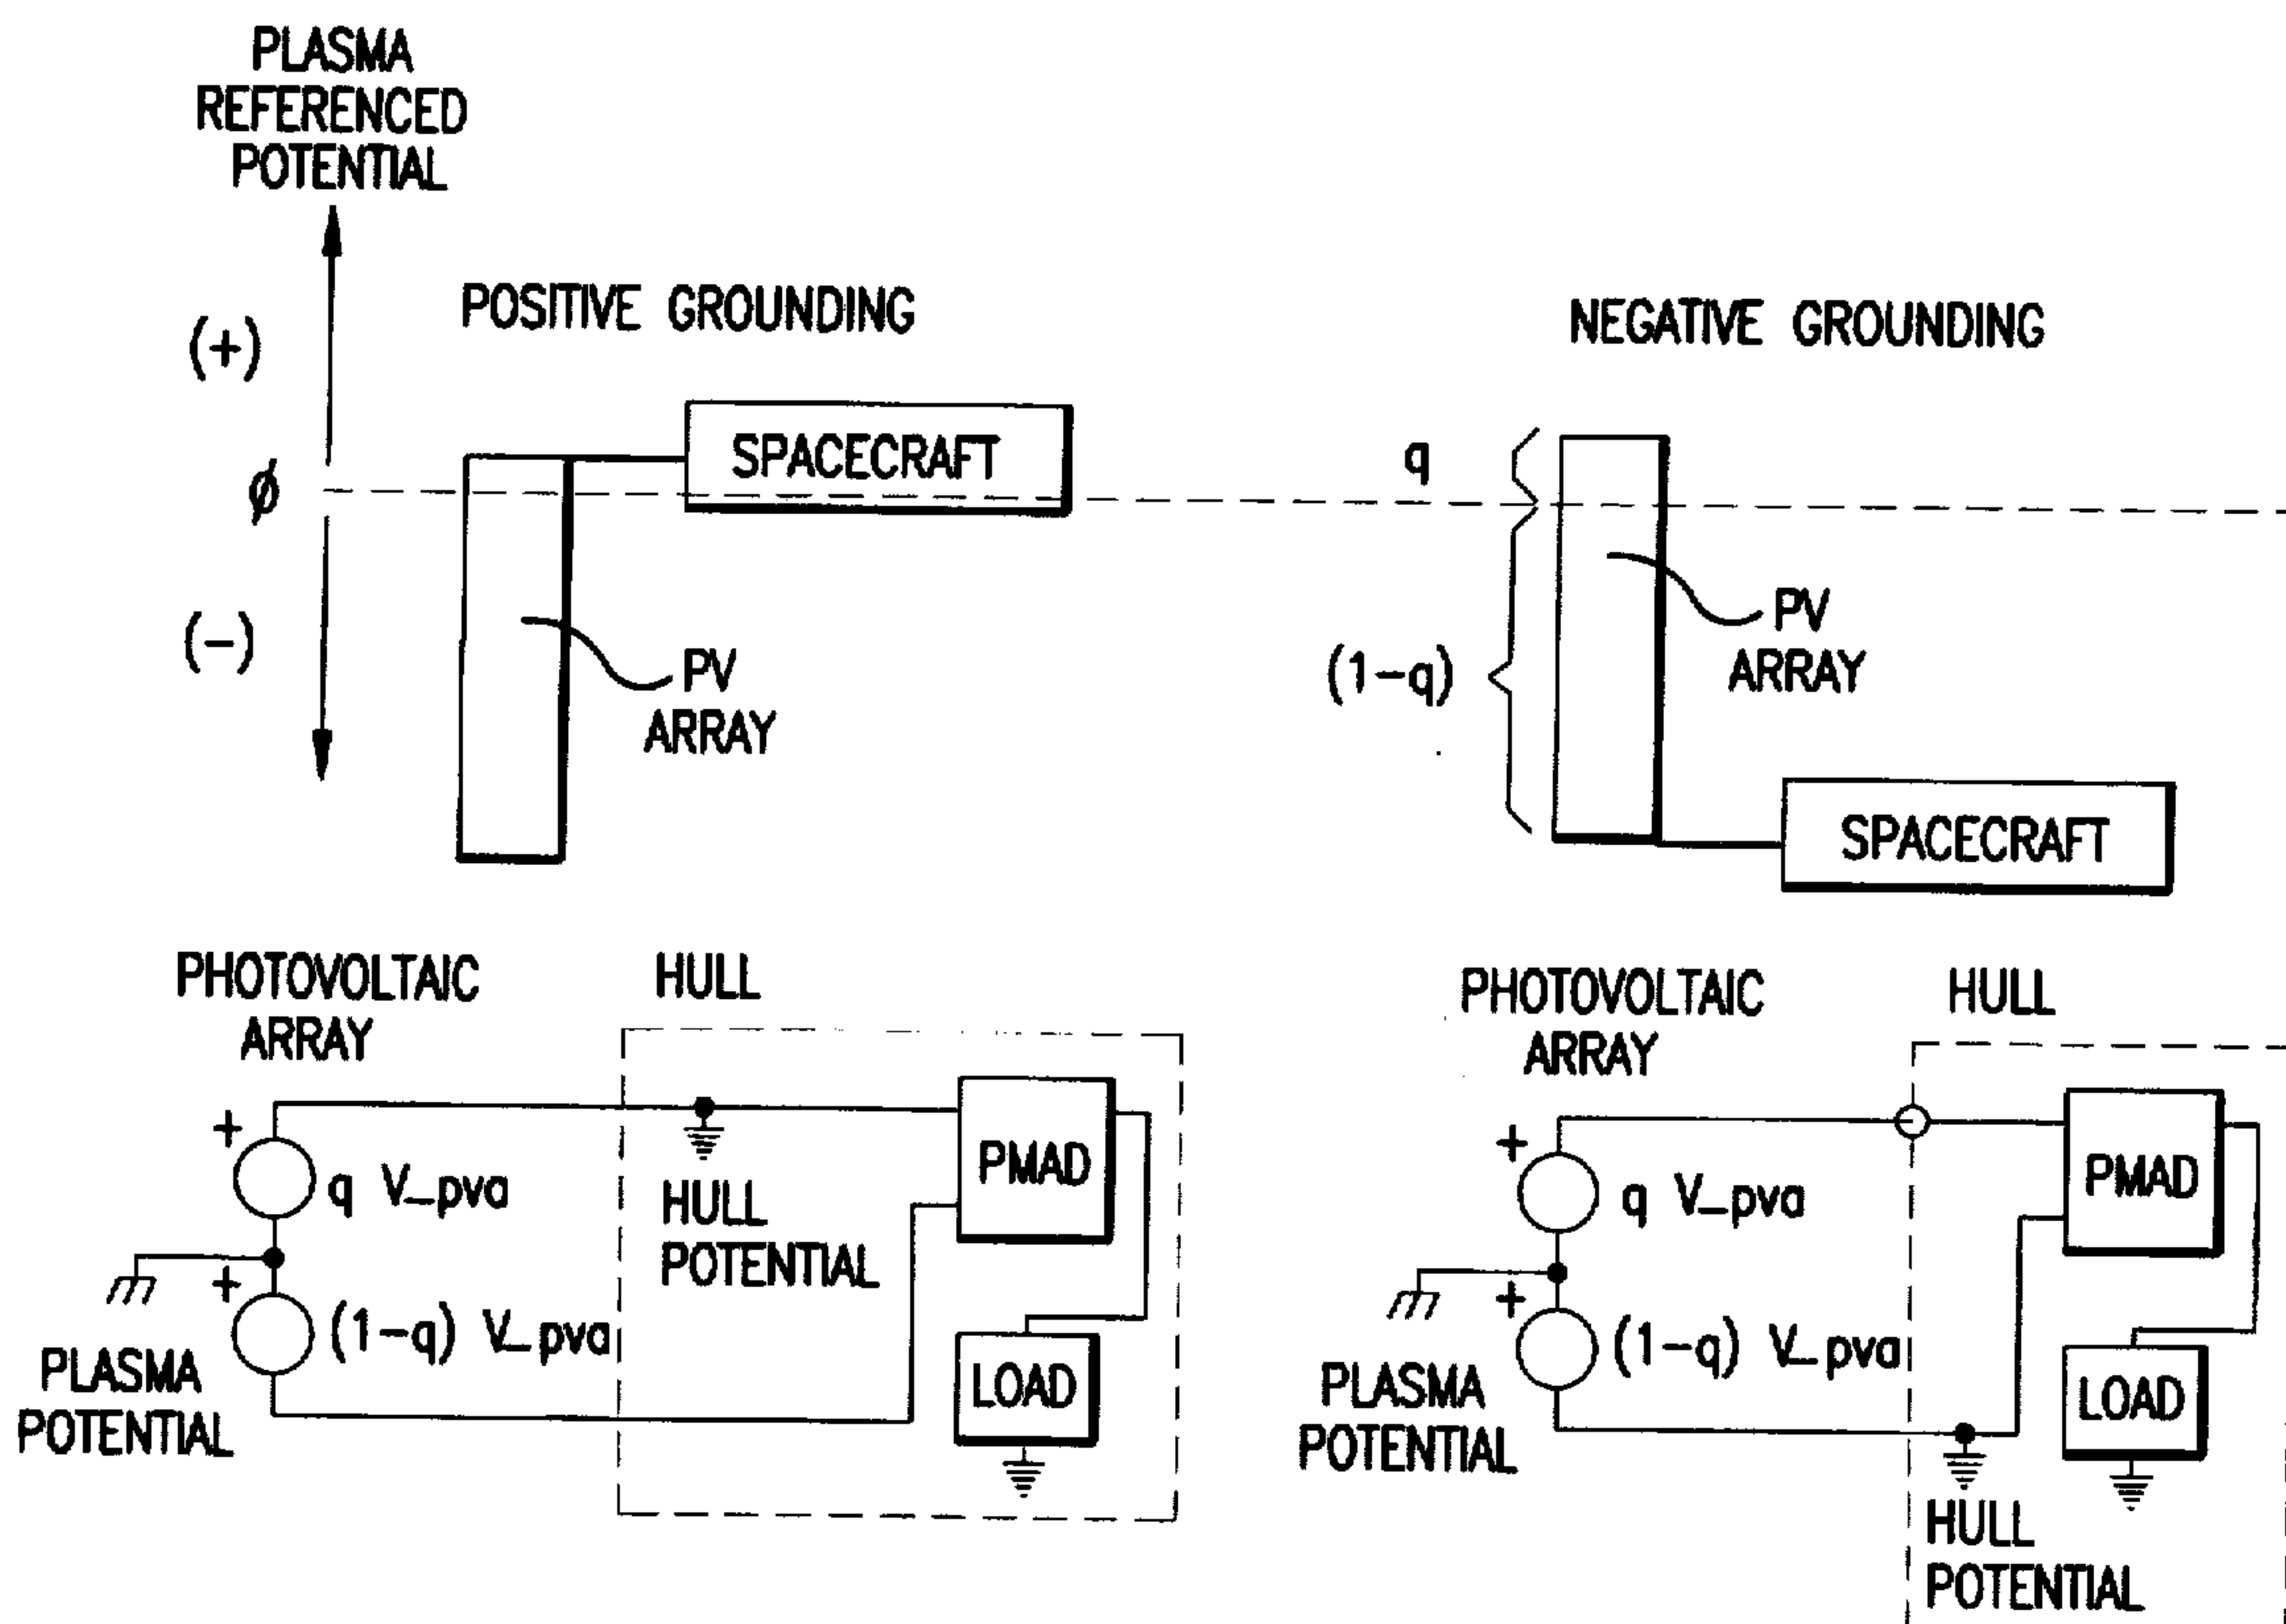 PLASMA
REFERENCED
POTENTIAL
POSITIVE GROUNDING
NEGATIVE GROUNDING
(+)
ϕ
(-)
SPACECRAFT
PV
ARRAY
q
(1-q)
PV
ARRAY
SPACECRAFT
PHOTOVOLTAIC
ARRAY
HULL
+
q V_pva
+
(1-q) V_pva
PLASMA
POTENTIAL
HULL
POTENTIAL
PMAD
LOAD
PHOTOVOLTAIC
ARRAY
HULL
+
q V_pva
+
(1-q) V_pva
PLASMA
POTENTIAL
PMAD
LOAD
HULL
POTENTIAL